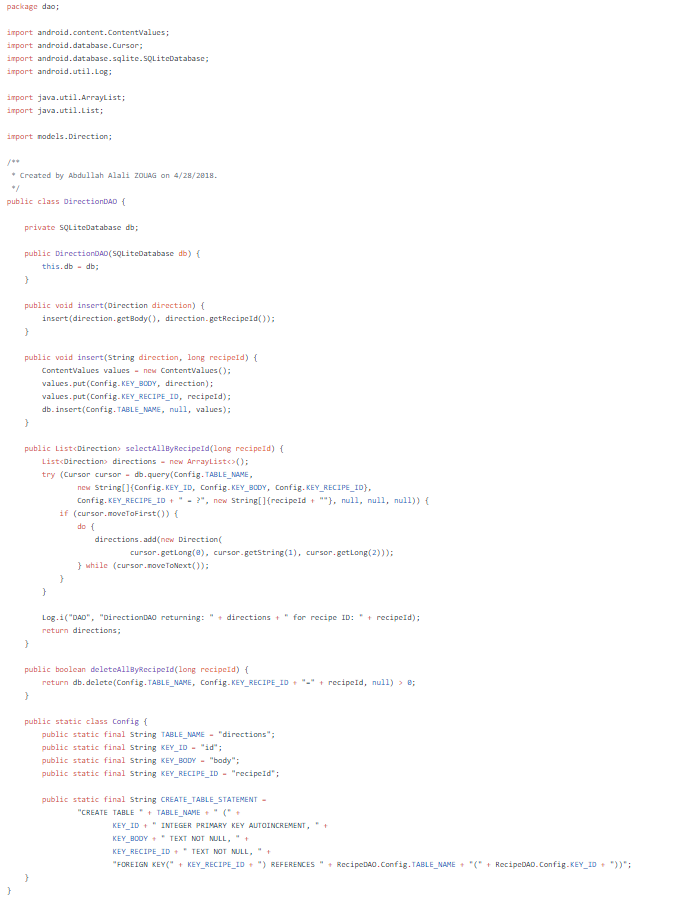 package dao;
import android.content.ContentValues;
import android.database.Cursor;
import android.database.sqlite.SQLiteDatabase;
import android.util.Log;
import java.util.ArrayList;
import java.util.List;
import models.Direction;
/**
 * Created by Abdullah Alali ZOUAG on 4/28/2018.
 */
public class DirectionDAO {
    private SQLiteDatabase db;
    public DirectionDAO(SQLiteDatabase db) {
        this.db = db;
    }
    public void insert(Direction direction) {
        insert(direction.getBody(), direction.getRecipeId());
    }
    public void insert(String direction, long recipeId) {
        ContentValues values = new ContentValues();
        values.put(Config.KEY_BODY, direction);
        values.put(Config.KEY_RECIPE_ID, recipeId);
        db.insert(Config.TABLE_NAME, null, values);
    }
    public List<Direction> selectAllByRecipeId(long recipeId) {
        List<Direction> directions = new ArrayList<>();
        try (Cursor cursor = db.query(Config.TABLE_NAME,
                new String[]{Config.KEY_ID, Config.KEY_BODY, Config.KEY_RECIPE_ID},
                Config.KEY_RECIPE_ID + " = ?", new String[]{recipeId + ""}, null, null, null)) {
            if (cursor.moveToFirst()) {
                do {
                    directions.add(new Direction(
                            cursor.getLong(0), cursor.getString(1), cursor.getLong(2)));
                } while (cursor.moveToNext());
            }
        }
        Log.i("DAO", "DirectionDAO returning: " + directions + " for recipe ID: " + recipeId);
        return directions;
    }
    public boolean deleteAllByRecipeId(long recipeId) {
        return db.delete(Config.TABLE_NAME, Config.KEY_RECIPE_ID + "=" + recipeId, null) > 0;
    }
    public static class Config {
        public static final String TABLE_NAME = "directions";
        public static final String KEY_ID = "id";
        public static final String KEY_BODY = "body";
        public static final String KEY_RECIPE_ID = "recipeId";
        public static final String CREATE_TABLE_STATEMENT =
                "CREATE TABLE " + TABLE_NAME + " (" +
                        KEY_ID + " INTEGER PRIMARY KEY AUTOINCREMENT, " +
                        KEY_BODY + " TEXT NOT NULL, " +
                        KEY_RECIPE_ID + " TEXT NOT NULL, " +
                        "FOREIGN KEY(" + KEY_RECIPE_ID + ") REFERENCES " + RecipeDAO.Config.TABLE_NAME + "(" + RecipeDAO.Config.KEY_ID + "))";
    }
}